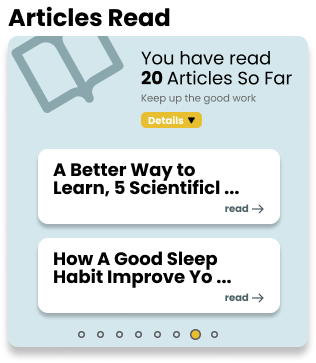 Articles Read
You have read
20 Articles So Far
Keep up the good work
Details ▼
A Better Way to
Learn, 5 Scientificl ...
read →
How A Good Sleep
Habit Improve Yo ...
read →